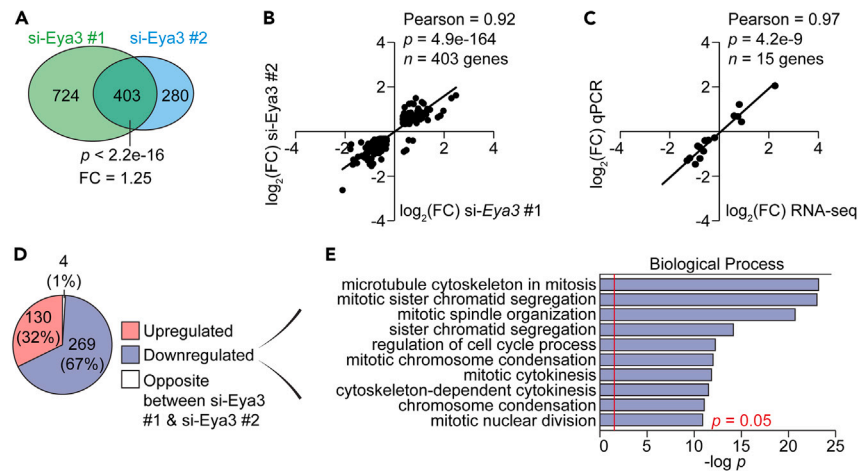 A
si-Eya3 #1
si-Eya3 #2
724
403
280
p < 2.2e-16
FC = 1.25
B
Pearson = 0.92
p = 4.9e-164
n = 403 genes
log2(FC) si-Eya3 #2
4
2
-4
-2
2
4
-2
-4
log2(FC) si-Eya3 #1
C
Pearson = 0.97
p = 4.2e-9
n = 15 genes
log2(FC) qPCR
4
2
-4
-2
2
4
-2
-4
log2(FC) RNA-seq
D
4
(1%)
130
(32%)
269
(67%)
Upregulated
Downregulated
Opposite
between si-Eya3
#1 & si-Eya3 #2
E
Biological Process
microtubule cytoskeleton in mitosis
mitotic sister chromatid segregation
mitotic spindle organization
sister chromatid segregation
regulation of cell cycle process
mitotic chromosome condensation
mitotic cytokinesis
cytoskeleton-dependent cytokinesis
chromosome condensation
mitotic nuclear division
p = 0.05
0 5 10 15 20 25
-log p